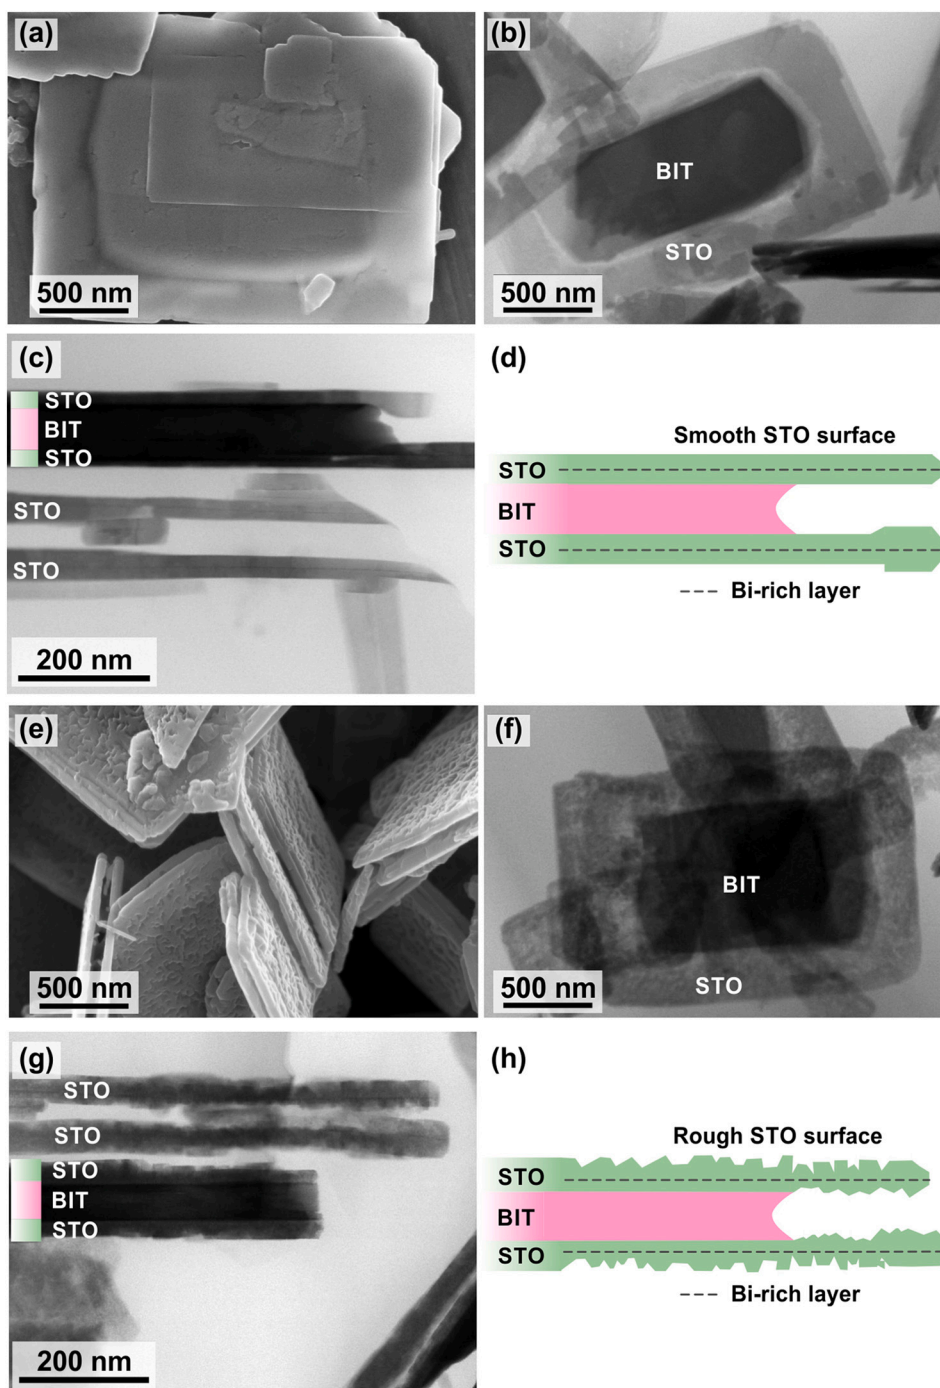 (a)
500 nm
(b)
BIT
STO
500 nm
(c)
STO
BIT
STO
STO
STO
200 nm
(d)
Smooth STO surface
STO
BIT
STO
Bi-rich layer
(e)
500 nm
(f)
BIT
STO
500 nm
(g)
STO
STO
STO
BIT
STO
200 nm
(h)
Rough STO surface
STO
BIT
STO
Bi-rich layer